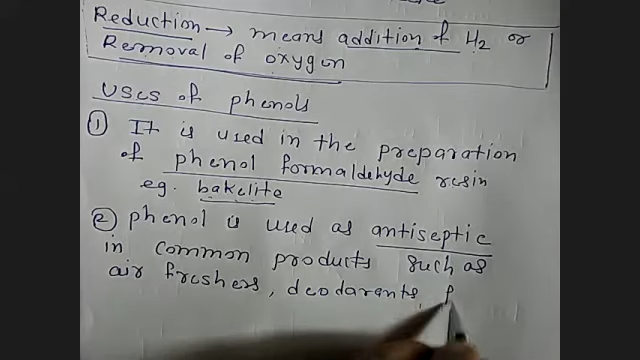 Reduction → means addition of H2 or
Removal of oxygen
Uses of phenols
① It is used in the preparation
of phenol formaldehyde resin
eg. bakelite
② phenol is used as antiseptic
in common products such as
air freshers, deodarants,